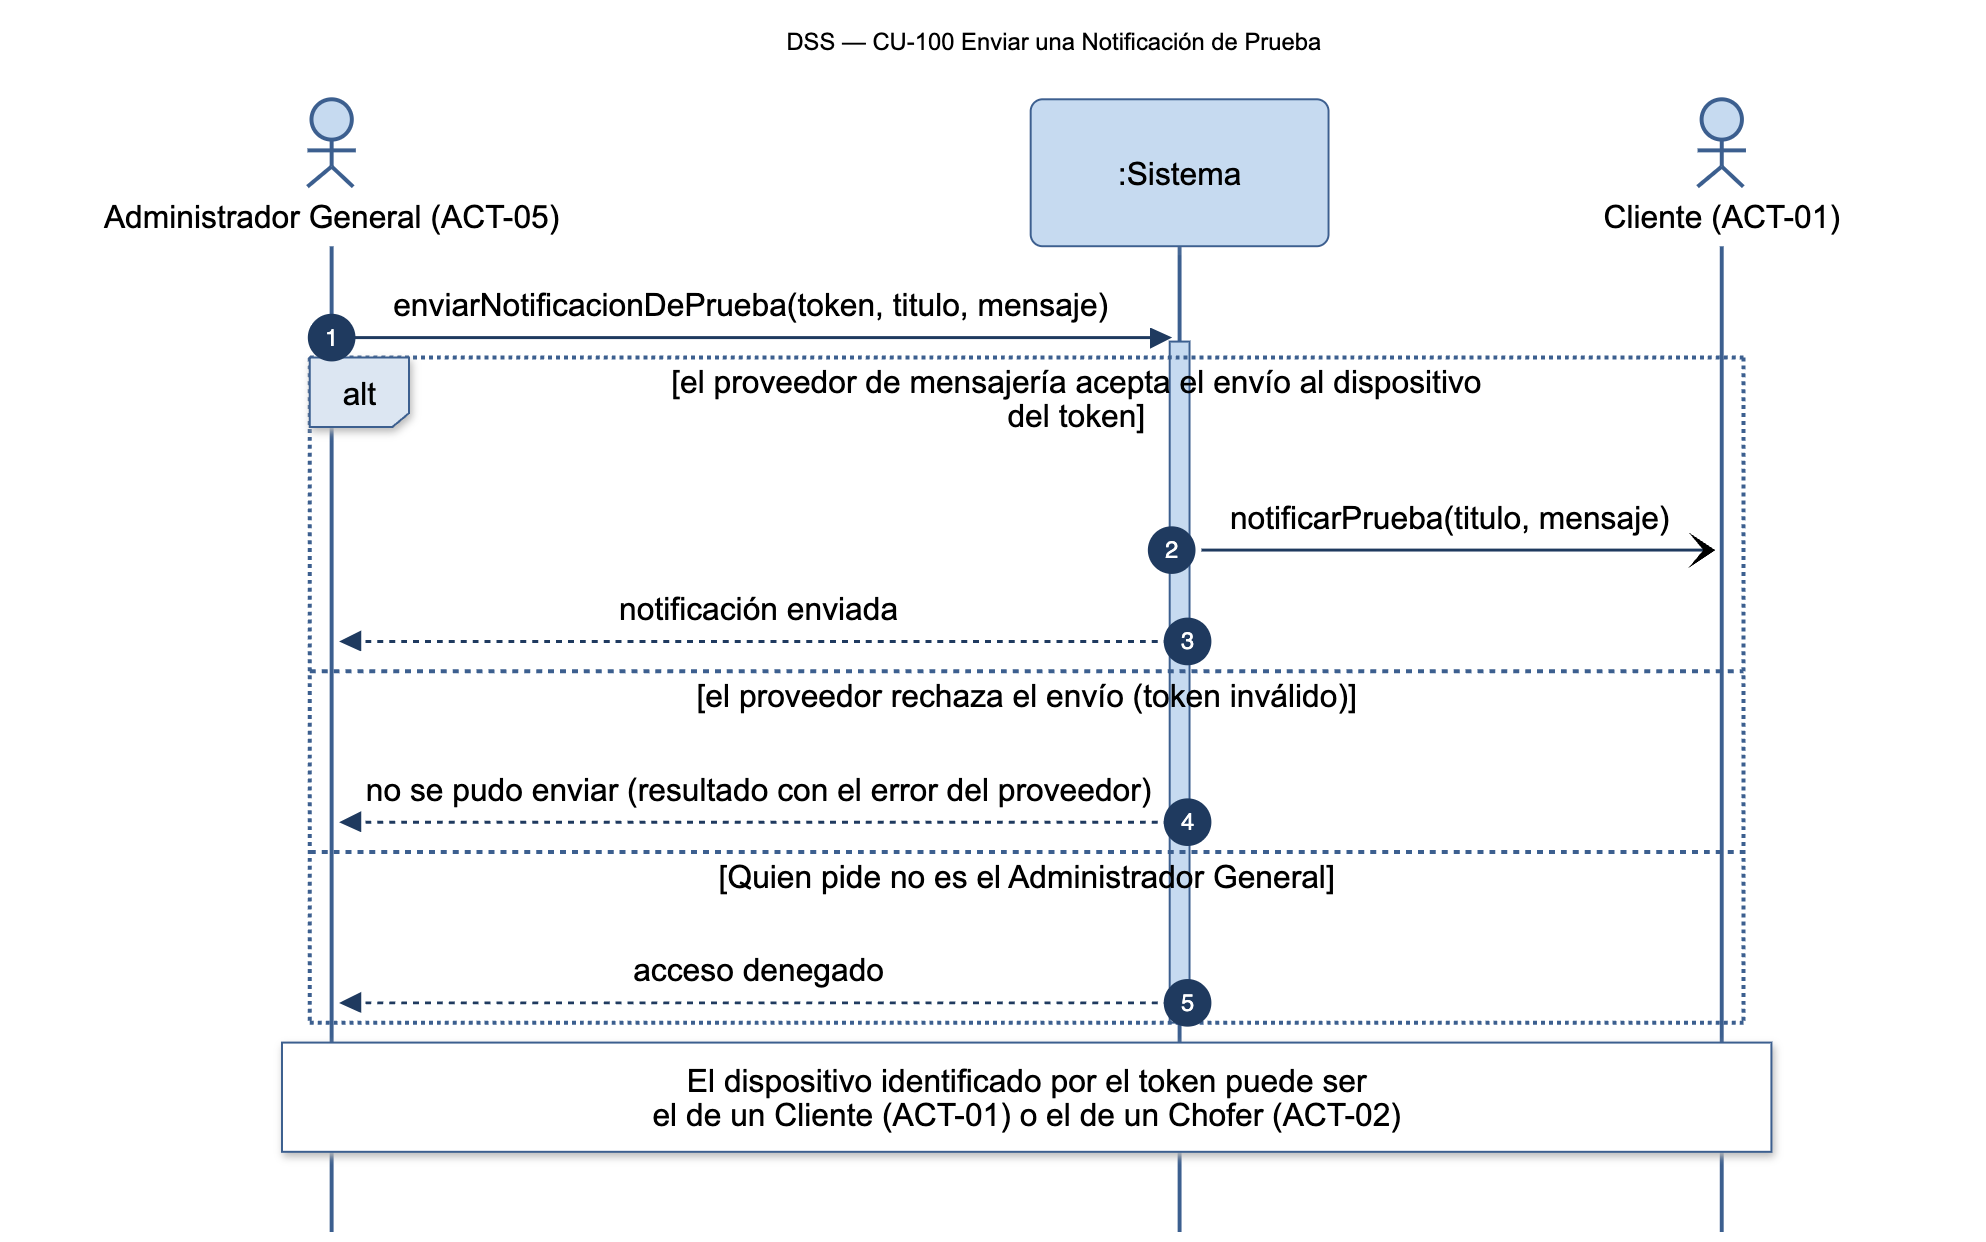 DSS — CU-100 Enviar una Notificación de Prueba
Administrador General (ACT-05)
:Sistema
Cliente (ACT-01)
enviarNotificacionDePrueba(token, titulo, mensaje)
1
alt
[el proveedor de mensajería acepta el envío al dispositivo
del token]
notificarPrueba(titulo, mensaje)
2
notificación enviada
3
[el proveedor rechaza el envío (token inválido)]
no se pudo enviar (resultado con el error del proveedor)
4
[Quien pide no es el Administrador General]
acceso denegado
5
El dispositivo identificado por el token puede ser
el de un Cliente (ACT-01) o el de un Chofer (ACT-02)